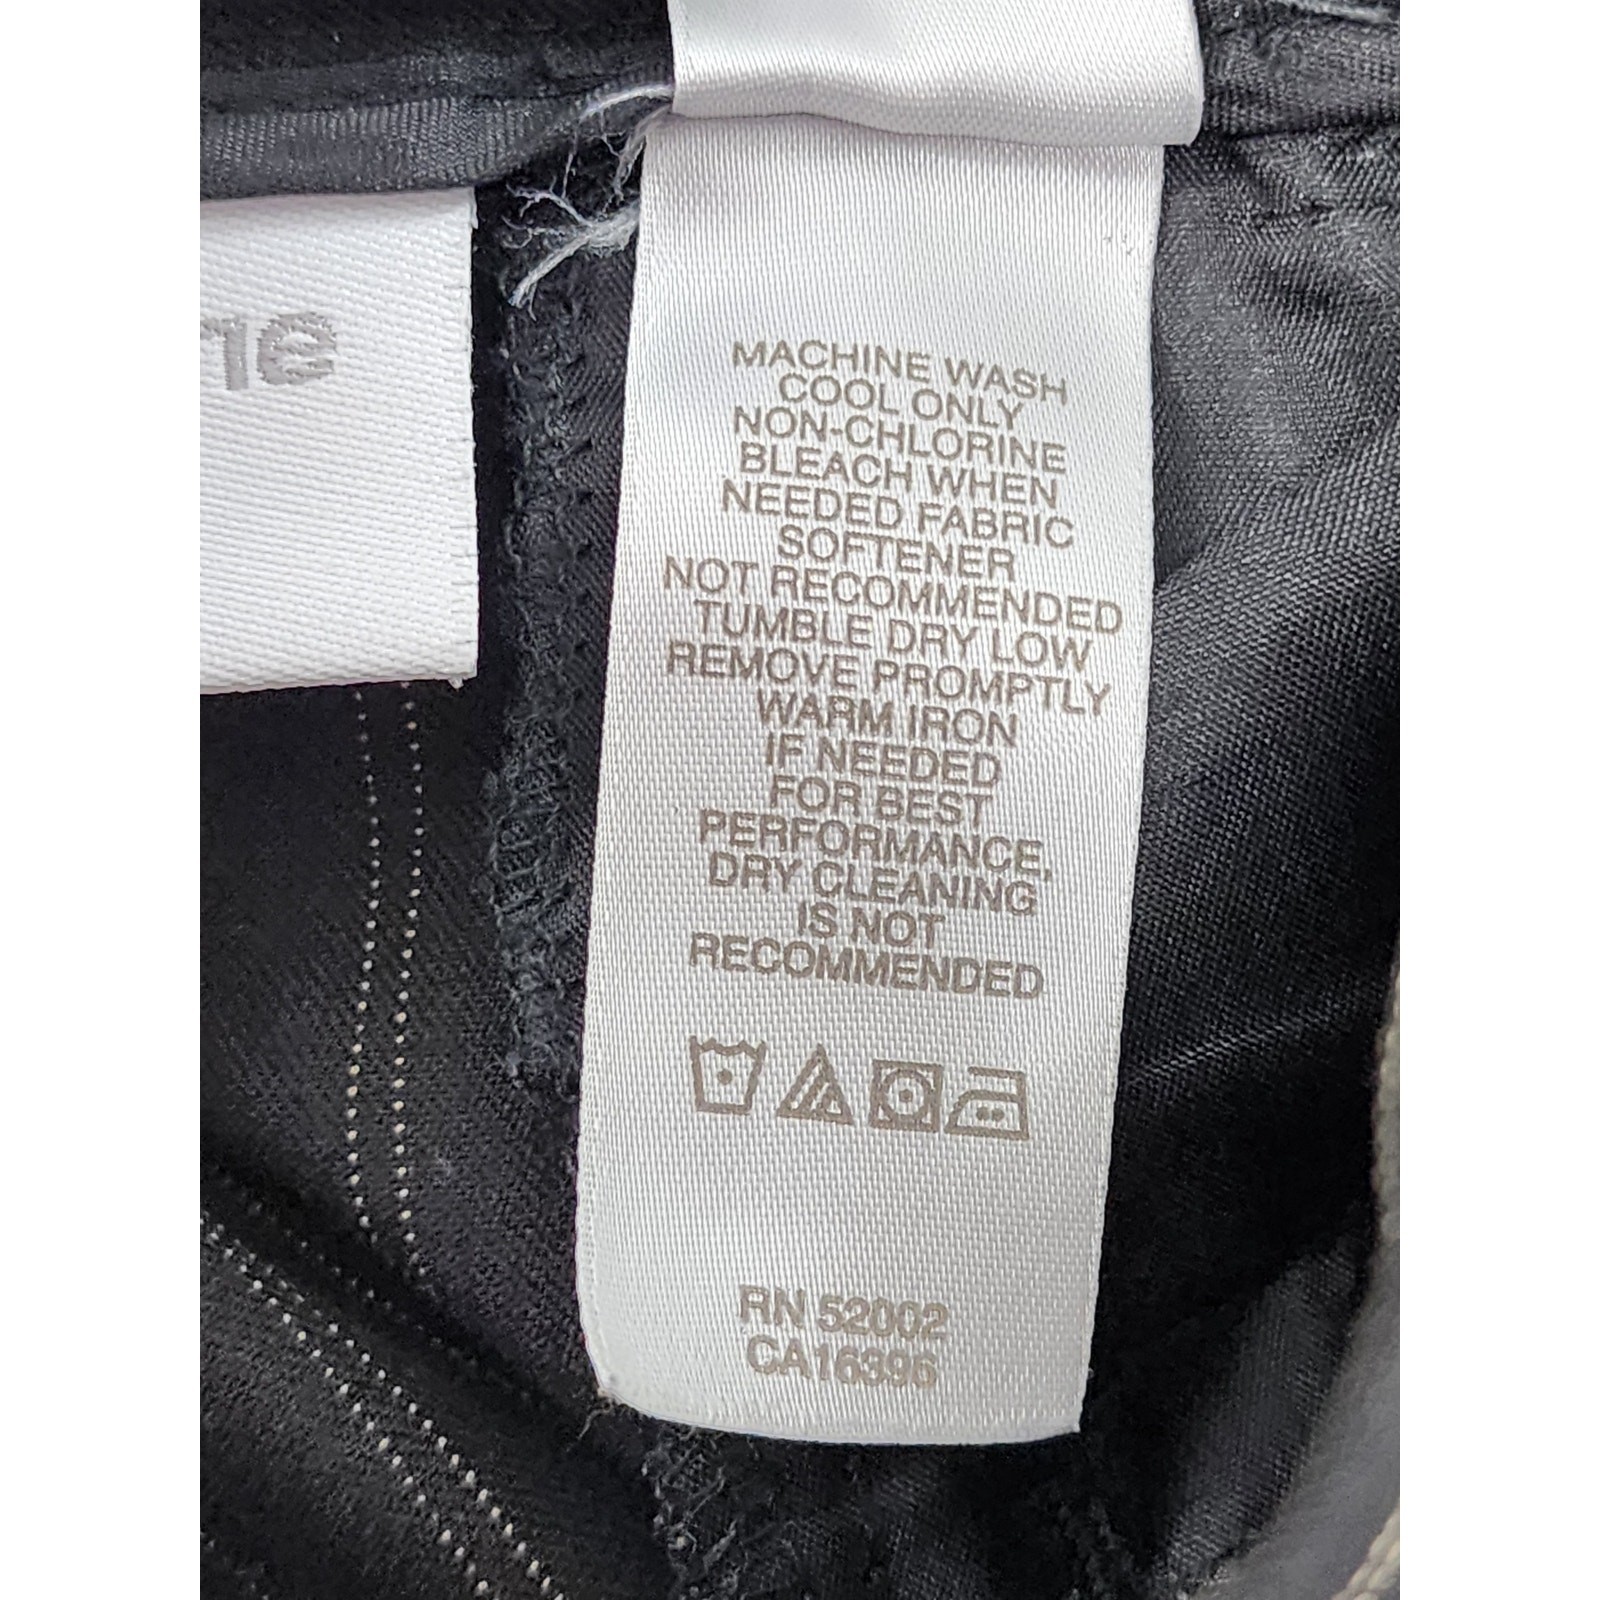 ne
MACHINE WASH
COOL ONLY
NON-CHLORINE
BLEACH WHEN
NEEDED FABRIC
SOFTENER
NOT RECOMMENDED
TUMBLE DRY LOW
REMOVE PROMPTLY
WARM IRON
IF NEEDED
FOR BEST
PERFORMANCE,
DRY CLEANING
IS NOT
RECOMMENDED
RN 52002
CA16396